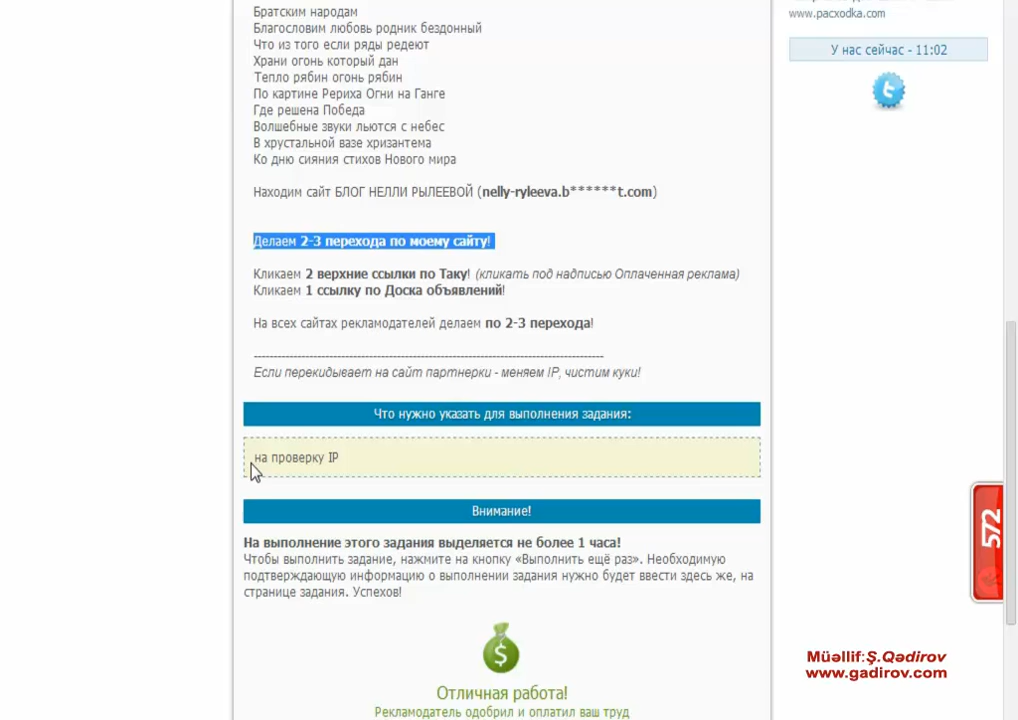 Братским народам
Благословим любовь родник бездонный
Что из того если ряды редеют
Храни огонь который дан
Тепло рябин огонь рябин
По картине Рериха Огни на Ганге
Где решена Победа
Волшебные звуки льются с небес
В хрустальной вазе хризантема
Ко дню сияния стихов Нового мира
Находим сайт БЛОГ НЕЛЛИ РЫЛЕЕВОЙ (nelly-ryleeva.b******t.com)
Делаем 2-3 перехода по моему сайту!
Кликаем 2 верхние ссылки по Таку! (кликать под надписью Оплаченная реклама)
Кликаем 1 ссылку по Доска объявлений!
На всех сайтах рекламодателей делаем по 2-3 перехода!
----------------------------------------------------------------------------------------
Если перекидывает на сайт партнерки - меняем IP, чистим куки!
Что нужно указать для выполнения задания:
на проверку IP
Внимание!
На выполнение этого задания выделяется не более 1 часа!
Чтобы выполнить задание, нажмите на кнопку «Выполнить ещё раз». Необходимую
подтверждающую информацию о выполнении задания нужно будет ввести здесь же, на
странице задания. Успехов!
$
Отличная работа!
Рекламодатель одобрил и оплатил ваш труд
www.pacxodka.com
У нас сейчас - 11:02
572
Müəllif:Ş.Qədirov
www.gadirov.com